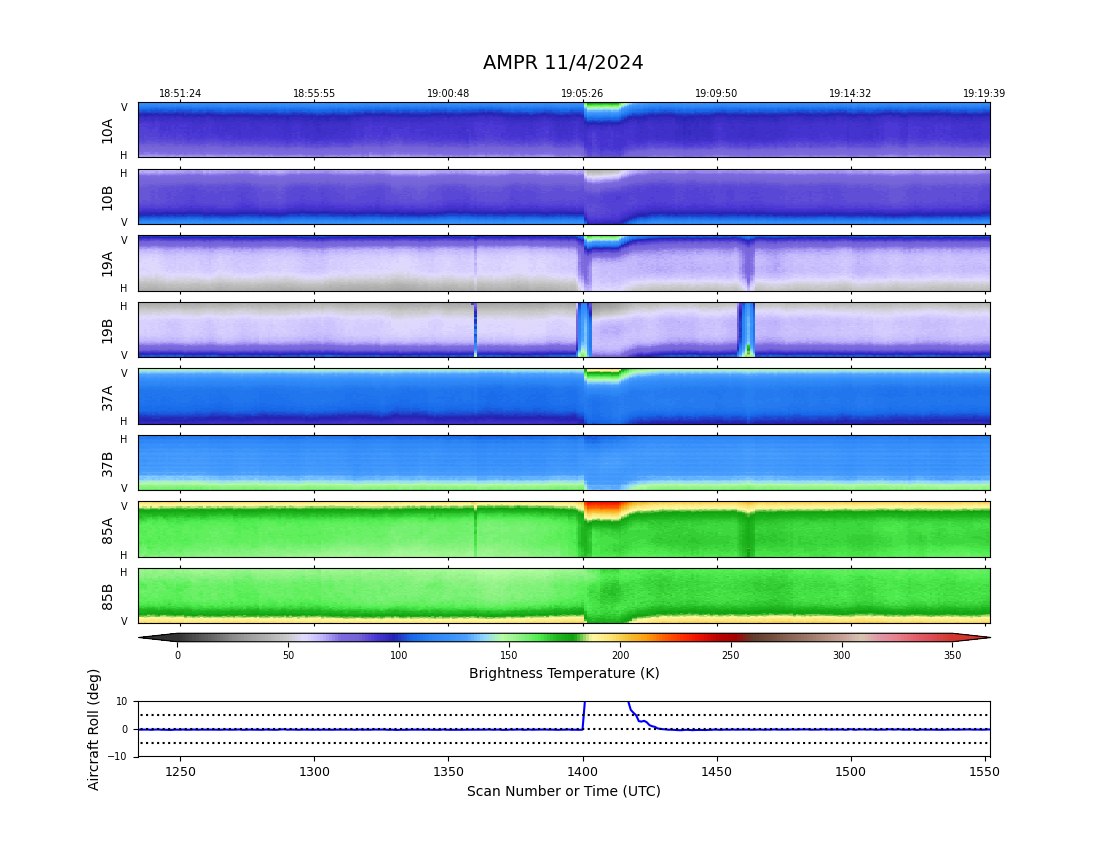 AMPR 11/4/2024
18:51:24 18:55:55 19:00:48 19:05:26 19:09:50 19:14:32 19:19:39
V
10A
H
H
10B
V
V
19A
H
H
19B
V
V
37A
H
H
37B
V
V
85A
H
H
85B
V
0 50 100 150 200 250 300 350
Brightness Temperature (K)
10
0
−10
Aircraft Roll (deg)
1250 1300 1350 1400 1450 1500 1550
Scan Number or Time (UTC)